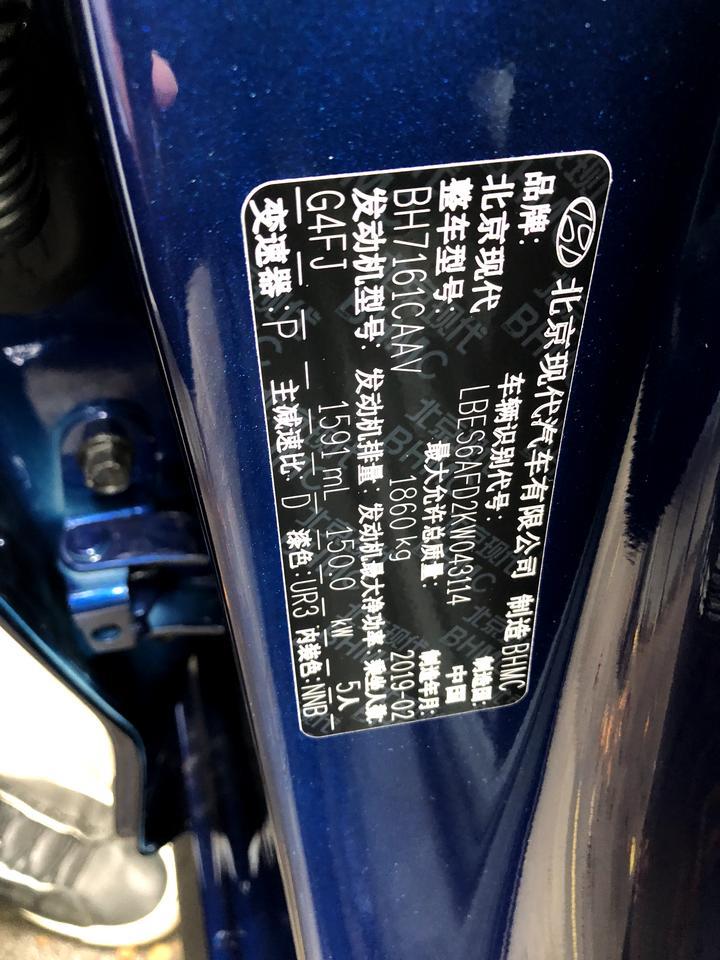 北京现代汽车有限公司 制造 BHMC
品牌: 车辆识别代号: 制造国:
北京现代 LBES6AFD2KW043114 中国
整车型号: 最大允许总质量: 制造年月:
BH7161CAAV 1860 kg 2019-02
发动机型号: 发动机排量: 发动机最大净功率: 乘坐人数:
G4FJ 1591 mL 150.0 kW 5人
变速器: P 主减速比: D 漆色: UR3 内装色: NNB